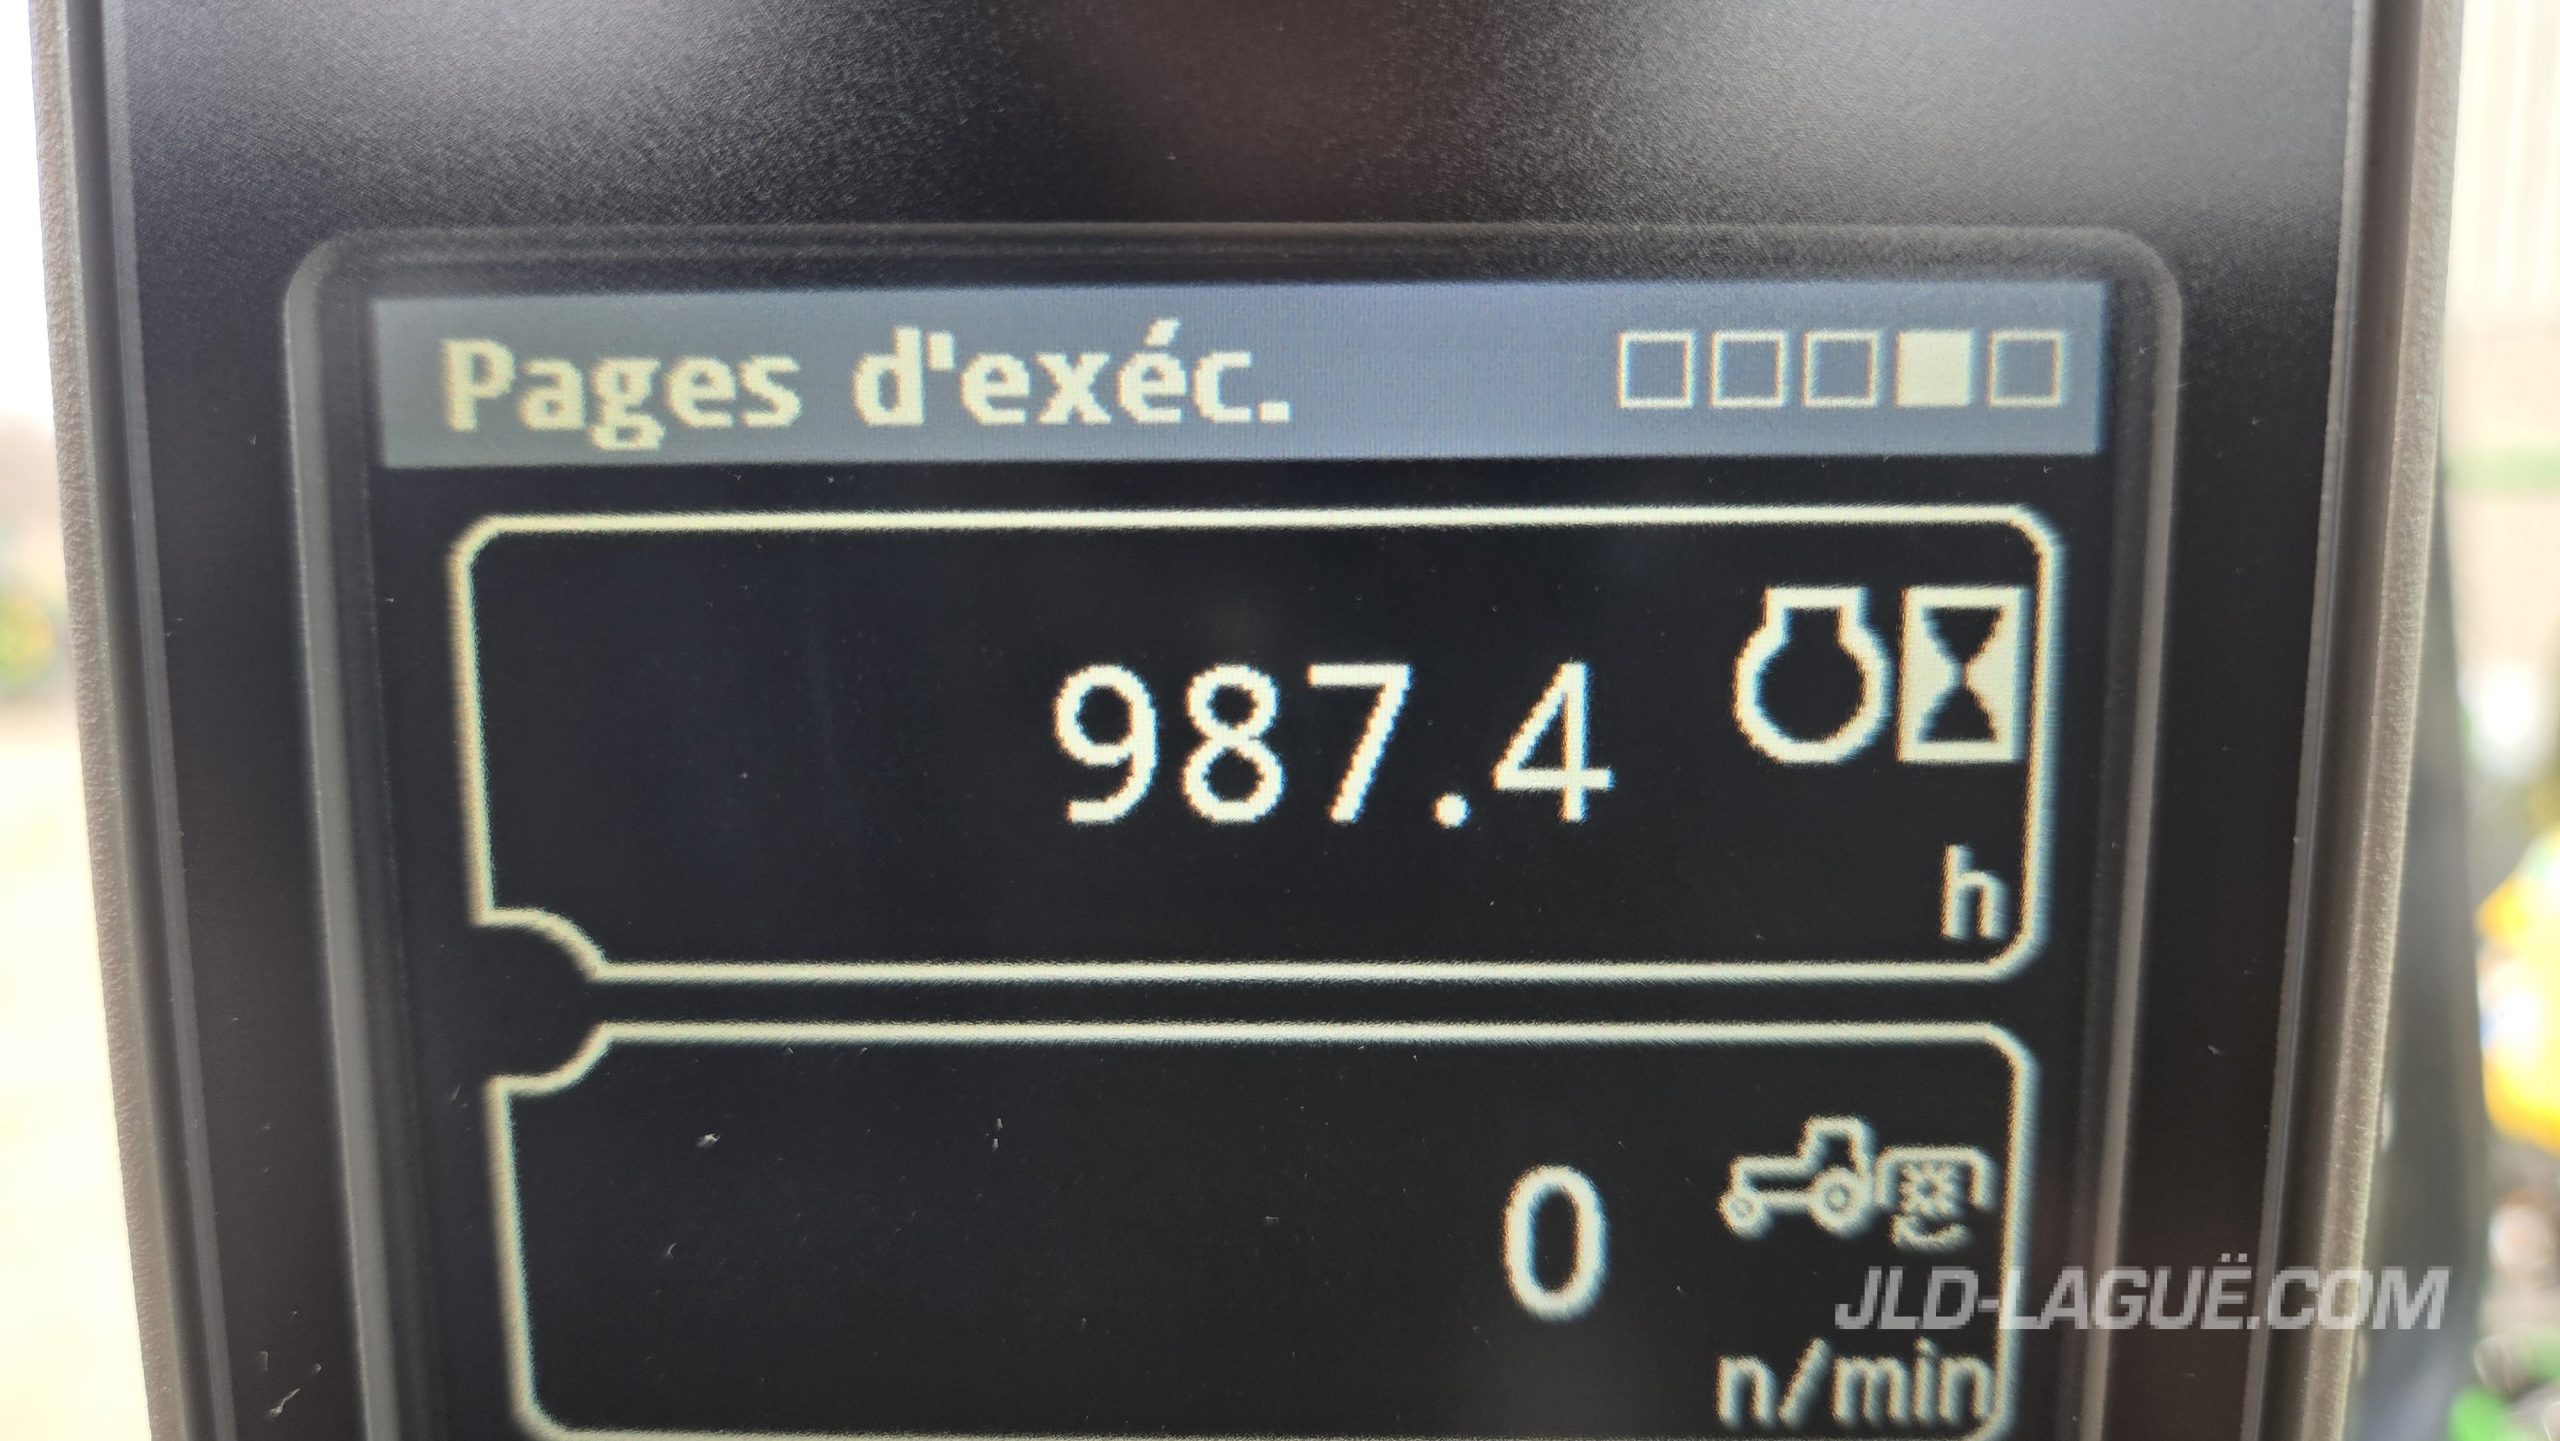 Pages d'exéc.
987.4
h
0
n/min
JLD-LAGUË.COM